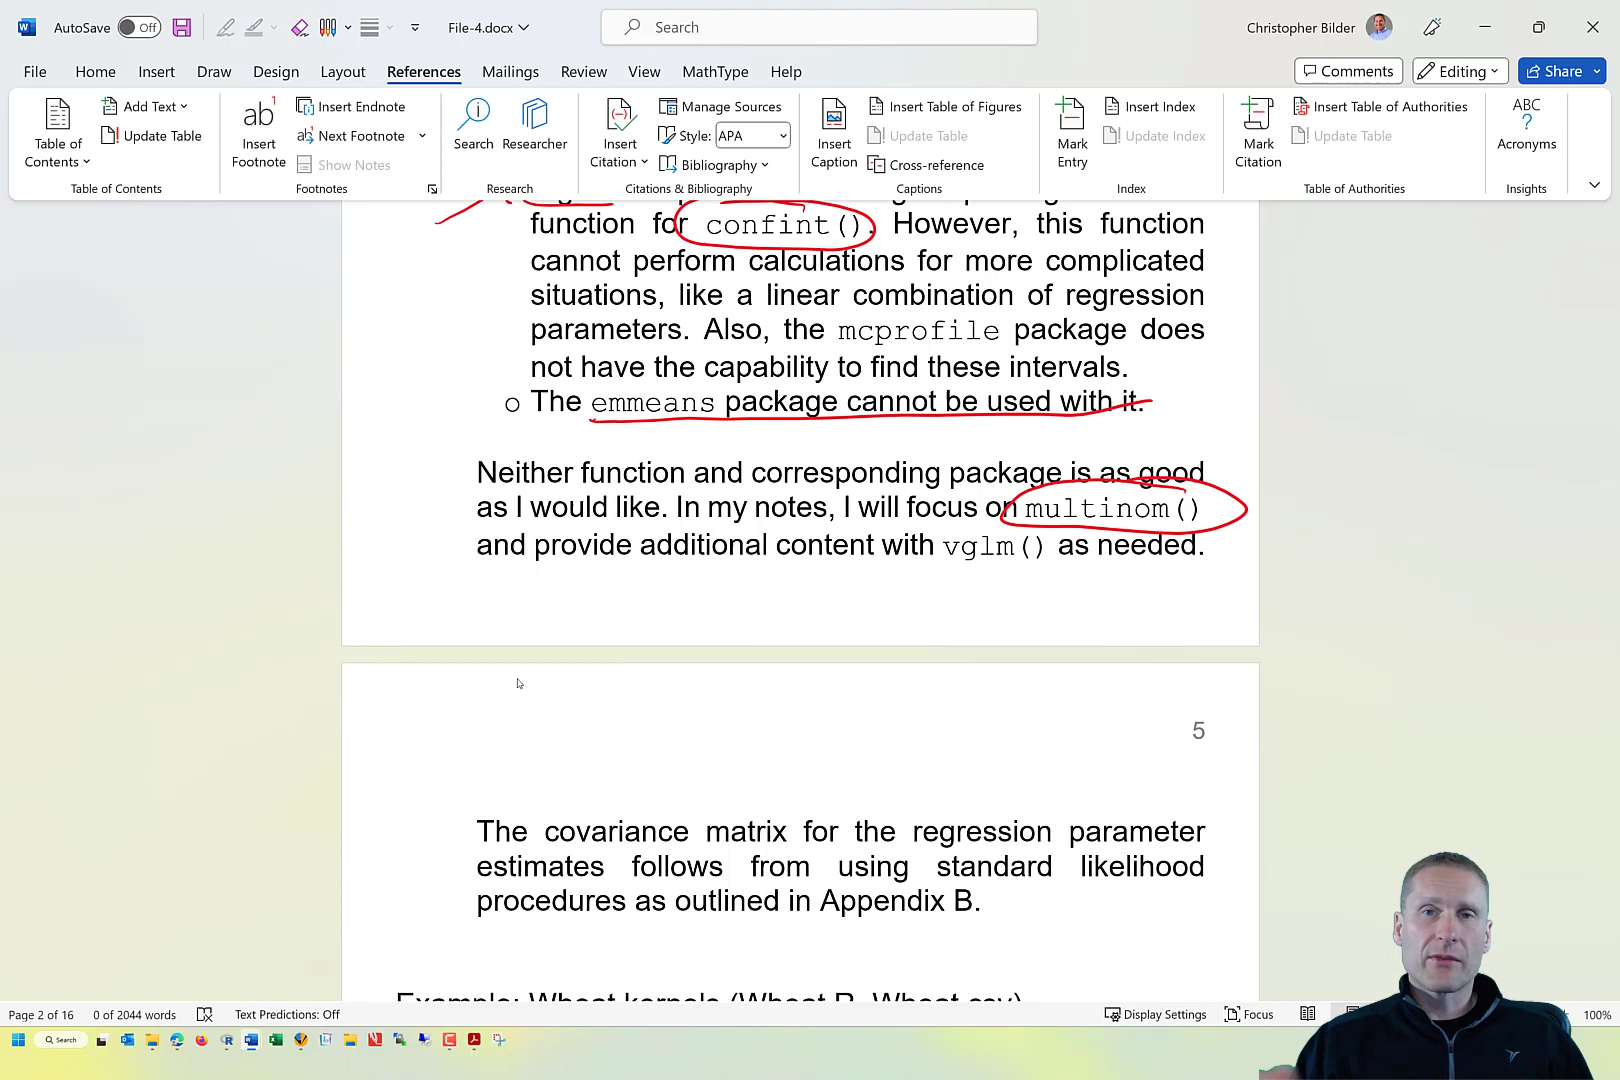 AutoSave Off File-4.docx Search Christopher Bilder
File Home Insert Draw Design Layout References Mailings Review View MathType Help Comments Editing Share
Table of Contents
Add Text
Update Table
Table of Contents
ab1
Insert Footnote
Insert Endnote
Next Footnote
Show Notes
Footnotes
Search
Researcher
Research
Insert Citation
Manage Sources
Style: APA
Bibliography
Citations & Bibliography
Insert Caption
Insert Table of Figures
Update Table
Cross-reference
Captions
Mark Entry
Insert Index
Update Index
Index
Mark Citation
Insert Table of Authorities
Update Table
Table of Authorities
ABC
?
Acronyms
Insights
function for confint(). However, this function
cannot perform calculations for more complicated
situations, like a linear combination of regression
parameters. Also, the mcprofile package does
not have the capability to find these intervals.
o The emmeans package cannot be used with it.
Neither function and corresponding package is as good
as I would like. In my notes, I will focus on multinom()
and provide additional content with vglm() as needed.
5
The covariance matrix for the regression parameter
estimates follows from using standard likelihood
procedures as outlined in Appendix B.
Example: Wheat kernels (Wheat.R, Wheat.csv)
Page 2 of 16 0 of 2044 words Text Predictions: Off Display Settings Focus 100%
Search